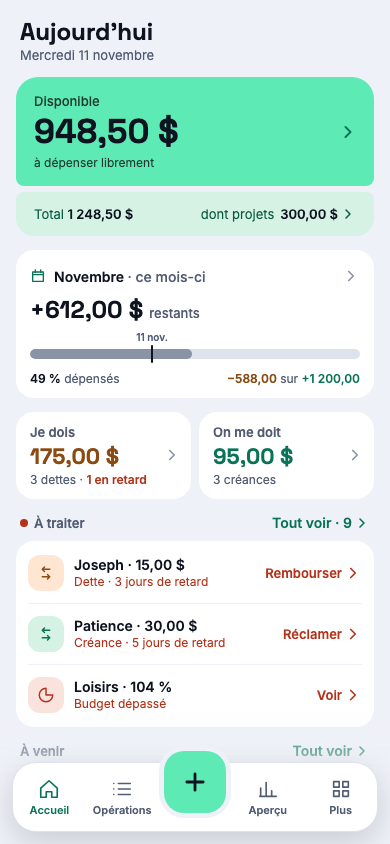 Aujourd'hui
Mercredi 11 novembre
Disponible
948,50 $
à dépenser librement
Total 1 248,50 $ dont projets 300,00 $
Novembre · ce mois-ci
+612,00 $ restants
11 nov.
49 % dépensés −588,00 sur +1 200,00
Je dois
175,00 $
3 dettes · 1 en retard
On me doit
95,00 $
3 créances
À traiter Tout voir · 9
Joseph · 15,00 $
Dette · 3 jours de retard
Rembourser
Patience · 30,00 $
Créance · 5 jours de retard
Réclamer
Loisirs · 104 %
Budget dépassé
Voir
À venir Tout voir
Accueil Opérations Aperçu Plus